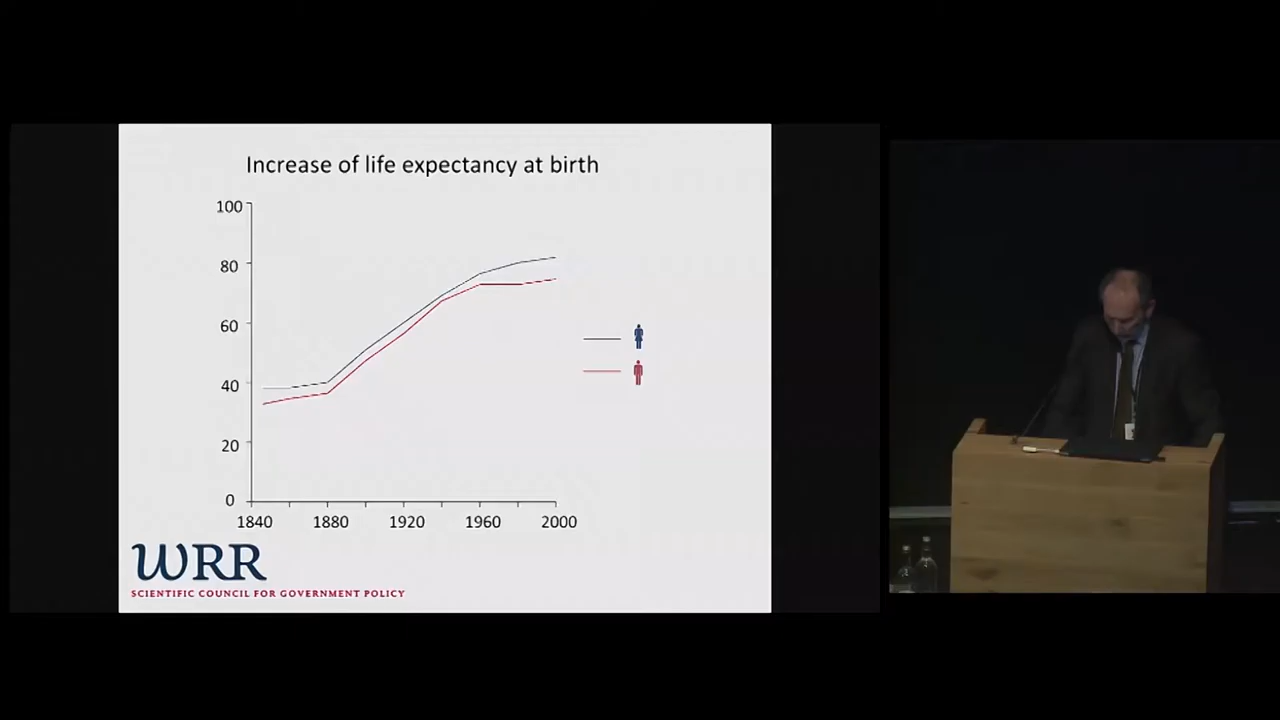 Increase of life expectancy at birth
100
80
60
40
20
0
1840 1880 1920 1960 2000
WRR
SCIENTIFIC COUNCIL FOR GOVERNMENT POLICY